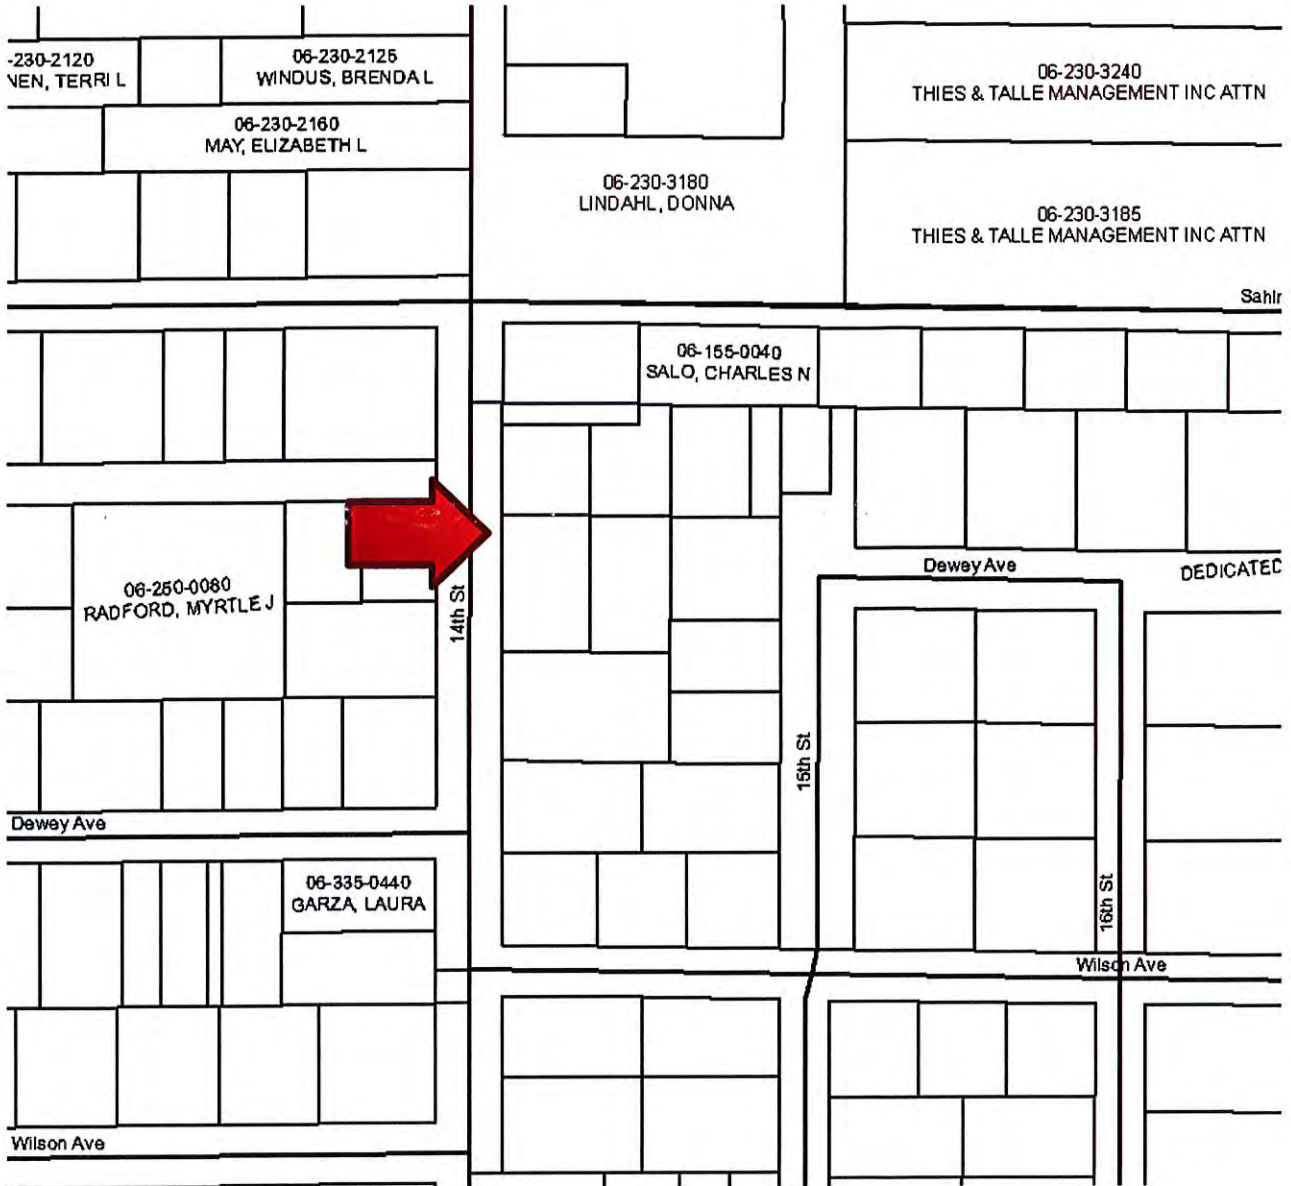 -230-2120
NEN, TERRI L
06-230-2125
WINDUS, BRENDA L
06-230-2160
MAY, ELIZABETH L
06-230-3240
THIES & TALLE MANAGEMENT INC ATTN
06-230-3180
LINDAHL, DONNA
06-230-3185
THIES & TALLE MANAGEMENT INC ATTN
Sahlr
06-155-0040
SALO, CHARLES N
06-250-0080
RADFORD, MYRTLE J
14th St
Dewey Ave
DEDICATED
15th St
Dewey Ave
06-335-0440
GARZA, LAURA
16th St
Wilson Ave
Wilson Ave